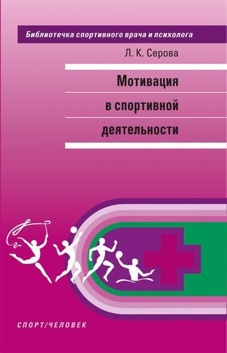 Библиотечка спортивного врача и психолога
Л. К. Серова
Мотивация
в спортивной
деятельности
СПОРТ/ЧЕЛОВЕК